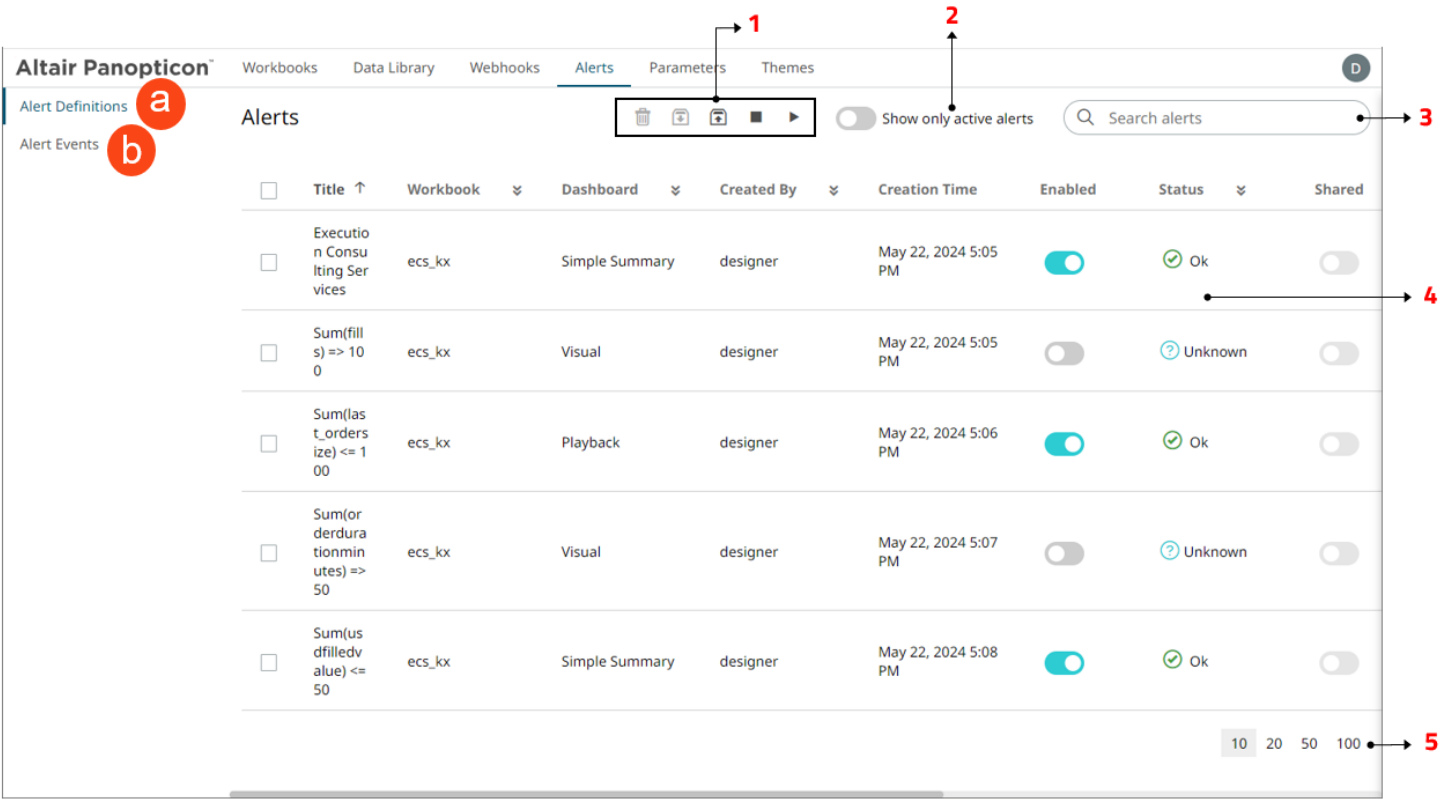 1
2
Altair Panopticon™ Workbooks Data Library Webhooks Alerts Parameters Themes D
Alert Definitions a
Alerts Show only active alerts Search alerts 3
Alert Events b
Title Workbook Dashboard Created By Creation Time Enabled Status Shared
Executio
n Consu
lting Ser
vices
ecs_kx Simple Summary designer
May 22, 2024 5:05
PM
Ok
4
Sum(fill
s) => 10
0
ecs_kx Visual designer
May 22, 2024 5:05
PM
Unknown
Sum(las
t_orders
ize) <= 1
00
ecs_kx Playback designer
May 22, 2024 5:06
PM
Ok
Sum(or
derdura
tionmin
utes) =>
50
ecs_kx Visual designer
May 22, 2024 5:07
PM
Unknown
Sum(us
dfilledv
alue) <=
50
ecs_kx Simple Summary designer
May 22, 2024 5:08
PM
Ok
10 20 50 100 5